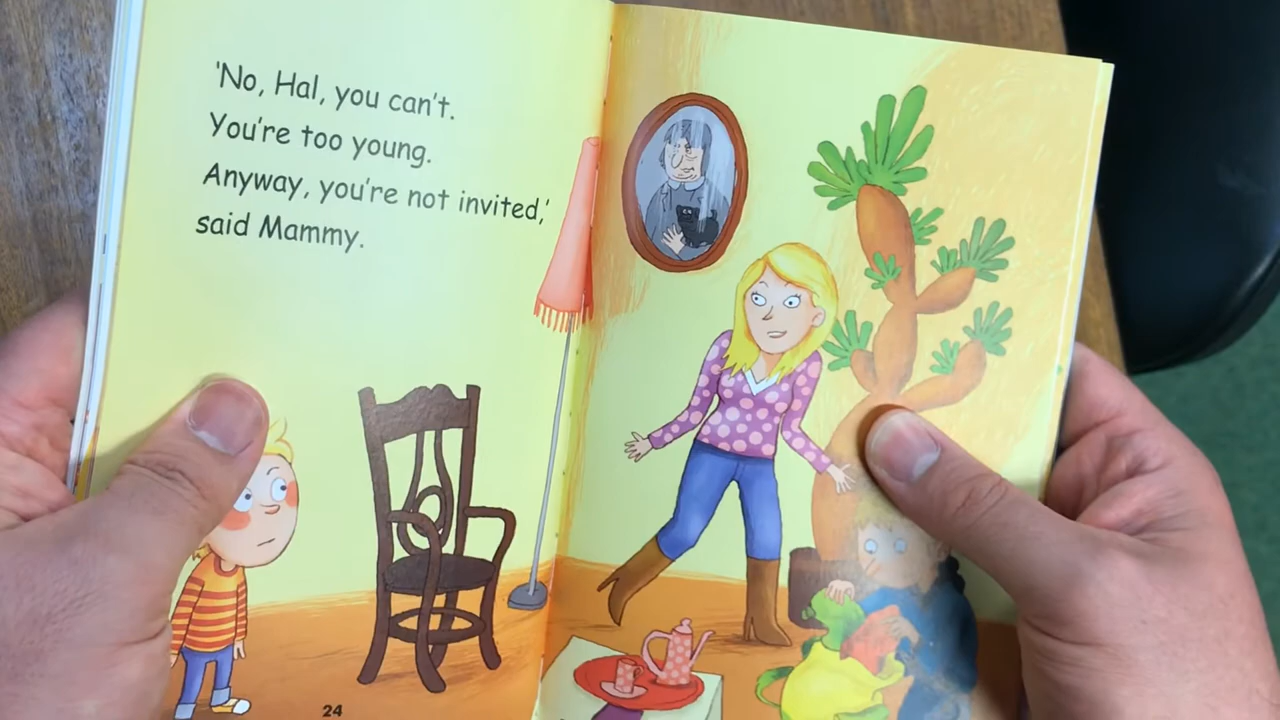 'No, Hal, you can't.
You're too young.
Anyway, you're not invited,'
said Mammy.
24